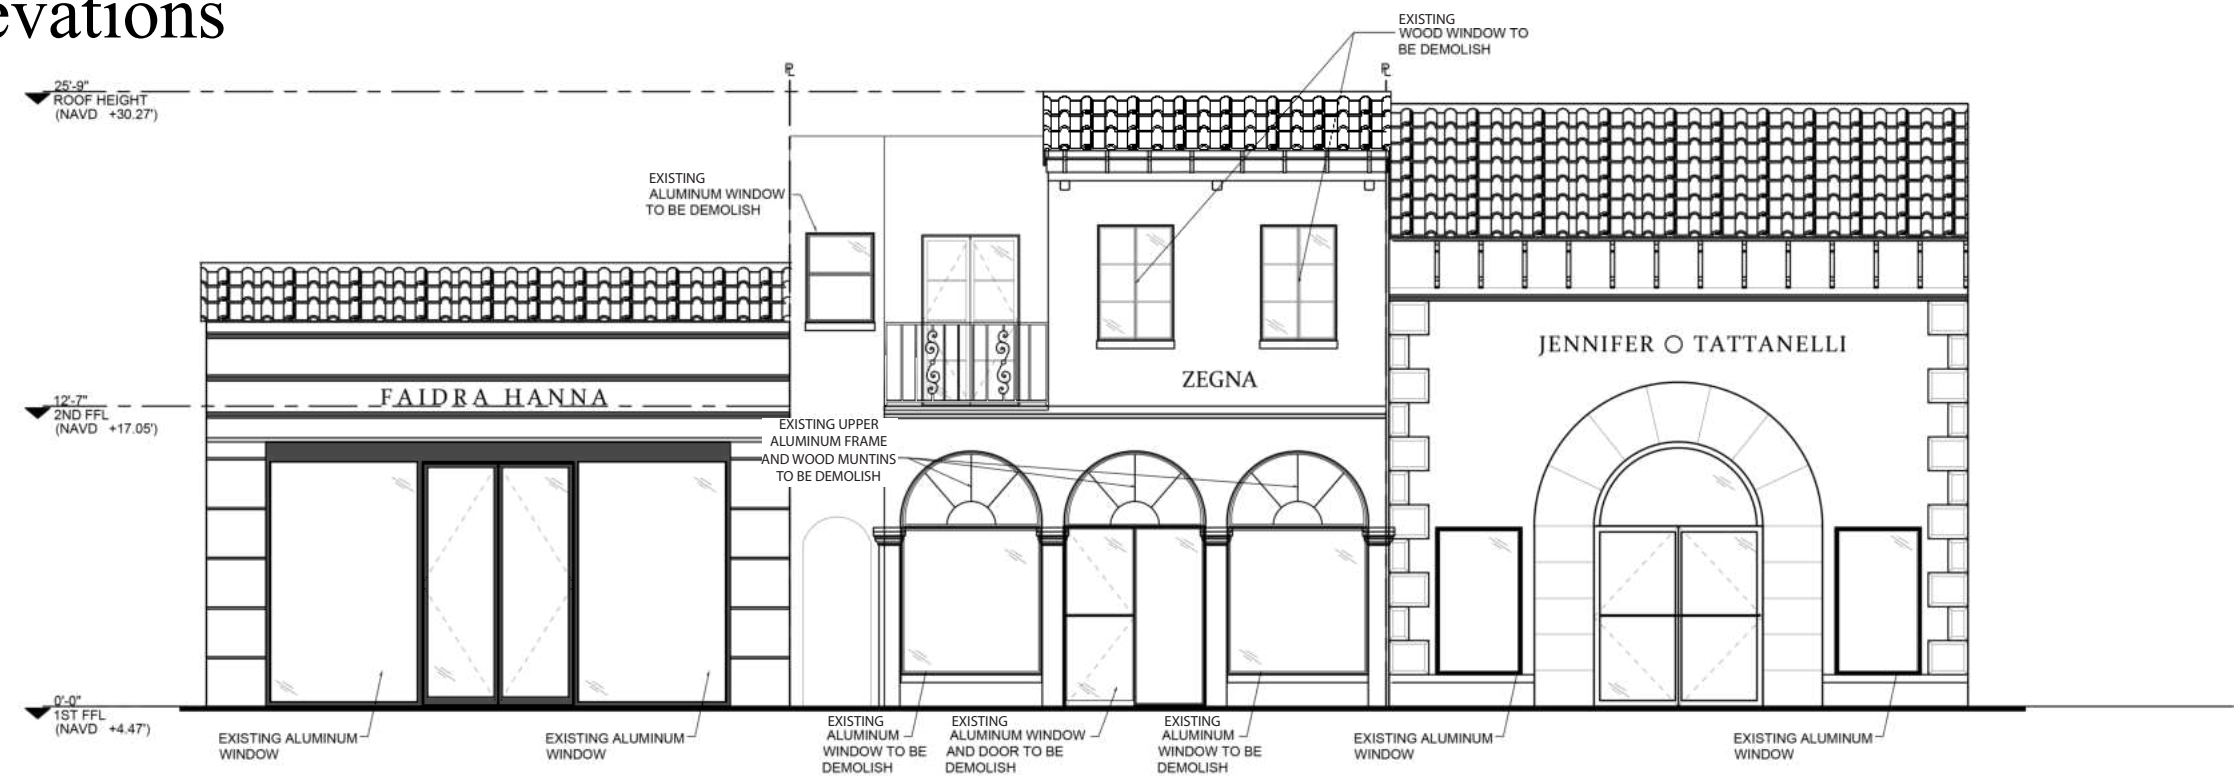 evations
EXISTING
WOOD WINDOW TO
BE DEMOLISH
25'-9"
ROOF HEIGHT
(NAVD +30.27')
EXISTING
ALUMINUM WINDOW
TO BE DEMOLISH
JENNIFER O TATTANELLI
ZEGNA
FAIDRA HANNA
12'-7"
2ND FFL
(NAVD +17.05')
EXISTING UPPER
ALUMINUM FRAME
AND WOOD MUNTINS
TO BE DEMOLISH
0'-0"
1ST FFL
(NAVD +4.47')
EXISTING ALUMINUM
WINDOW
EXISTING ALUMINUM
WINDOW
EXISTING
ALUMINUM
WINDOW TO BE
DEMOLISH
EXISTING
ALUMINUM WINDOW
AND DOOR TO BE
DEMOLISH
EXISTING
ALUMINUM
WINDOW TO BE
DEMOLISH
EXISTING ALUMINUM
WINDOW
EXISTING ALUMINUM
WINDOW